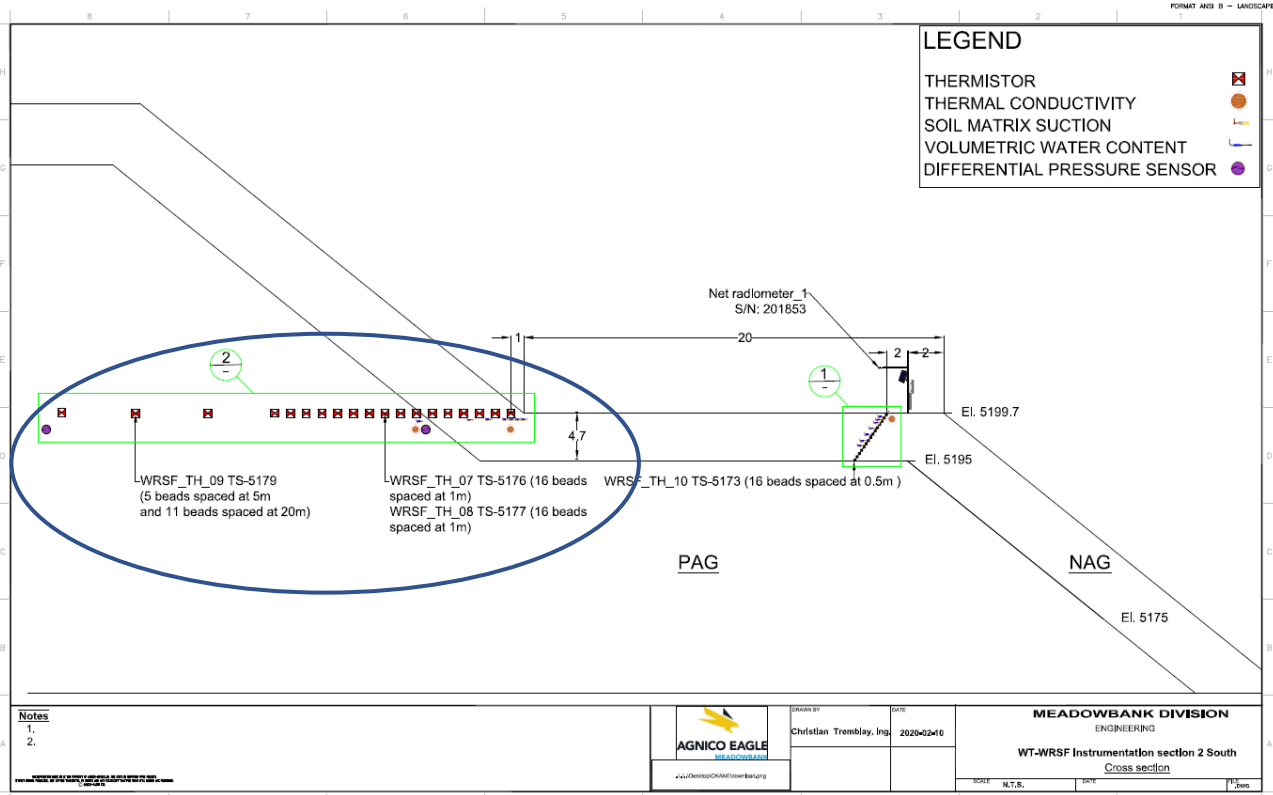 FORMAT ANSI B - LANDSCAPE
8 7 6 5 4 3 2 1
H
G
F
E
D
C
B
A
LEGEND
THERMISTOR
THERMAL CONDUCTIVITY
SOIL MATRIX SUCTION
VOLUMETRIC WATER CONTENT
DIFFERENTIAL PRESSURE SENSOR
Net radiometer_1
S/N: 201853
1
20
2
2
2
-
1
-
El. 5199.7
4,7
El. 5195
WRSF_TH_09 TS-5179
(5 beads spaced at 5m
and 11 beads spaced at 20m)
WRSF_TH_07 TS-5176 (16 beads
spaced at 1m)
WRSF_TH_08 TS-5177 (16 beads
spaced at 1m)
WRSF_TH_10 TS-5173 (16 beads spaced at 0.5m )
PAG
NAG
El. 5175
Notes
1.
2.
AGNICO EAGLE
MEADOWBANK
DRAWN BY
Christian Tremblay, Ing.
DATE
2020-02-10
MEADOWBANK DIVISION
ENGINEERING
WT-WRSF Instrumentation section 2 South
Cross section
SCALE
N.T.S.
DATE